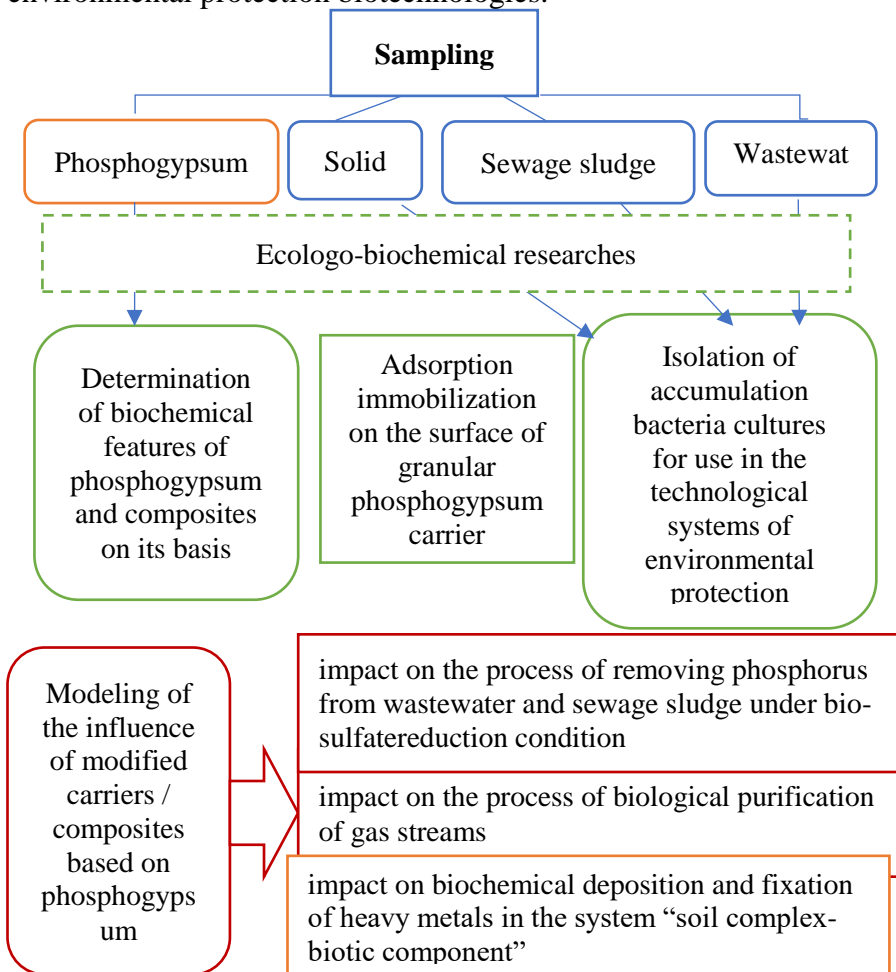 environmental protection biotechnologies.
Sampling
Phosphogypsum
Solid
Sewage sludge
Wastewat
Ecologo-biochemical researches
Determination
of biochemical
features of
phosphogypsum
and composites
on its basis
Adsorption
immobilization
on the surface of
granular
phosphogypsum
carrier
Isolation of
accumulation
bacteria cultures
for use in the
technological
systems of
environmental
protection
Modeling of
the influence
of modified
carriers /
composites
based on
phosphogyps
um
impact on the process of removing phosphorus
from wastewater and sewage sludge under bio-
sulfatereduction condition
impact on the process of biological purification
of gas streams
impact on biochemical deposition and fixation
of heavy metals in the system “soil complex-
biotic component”